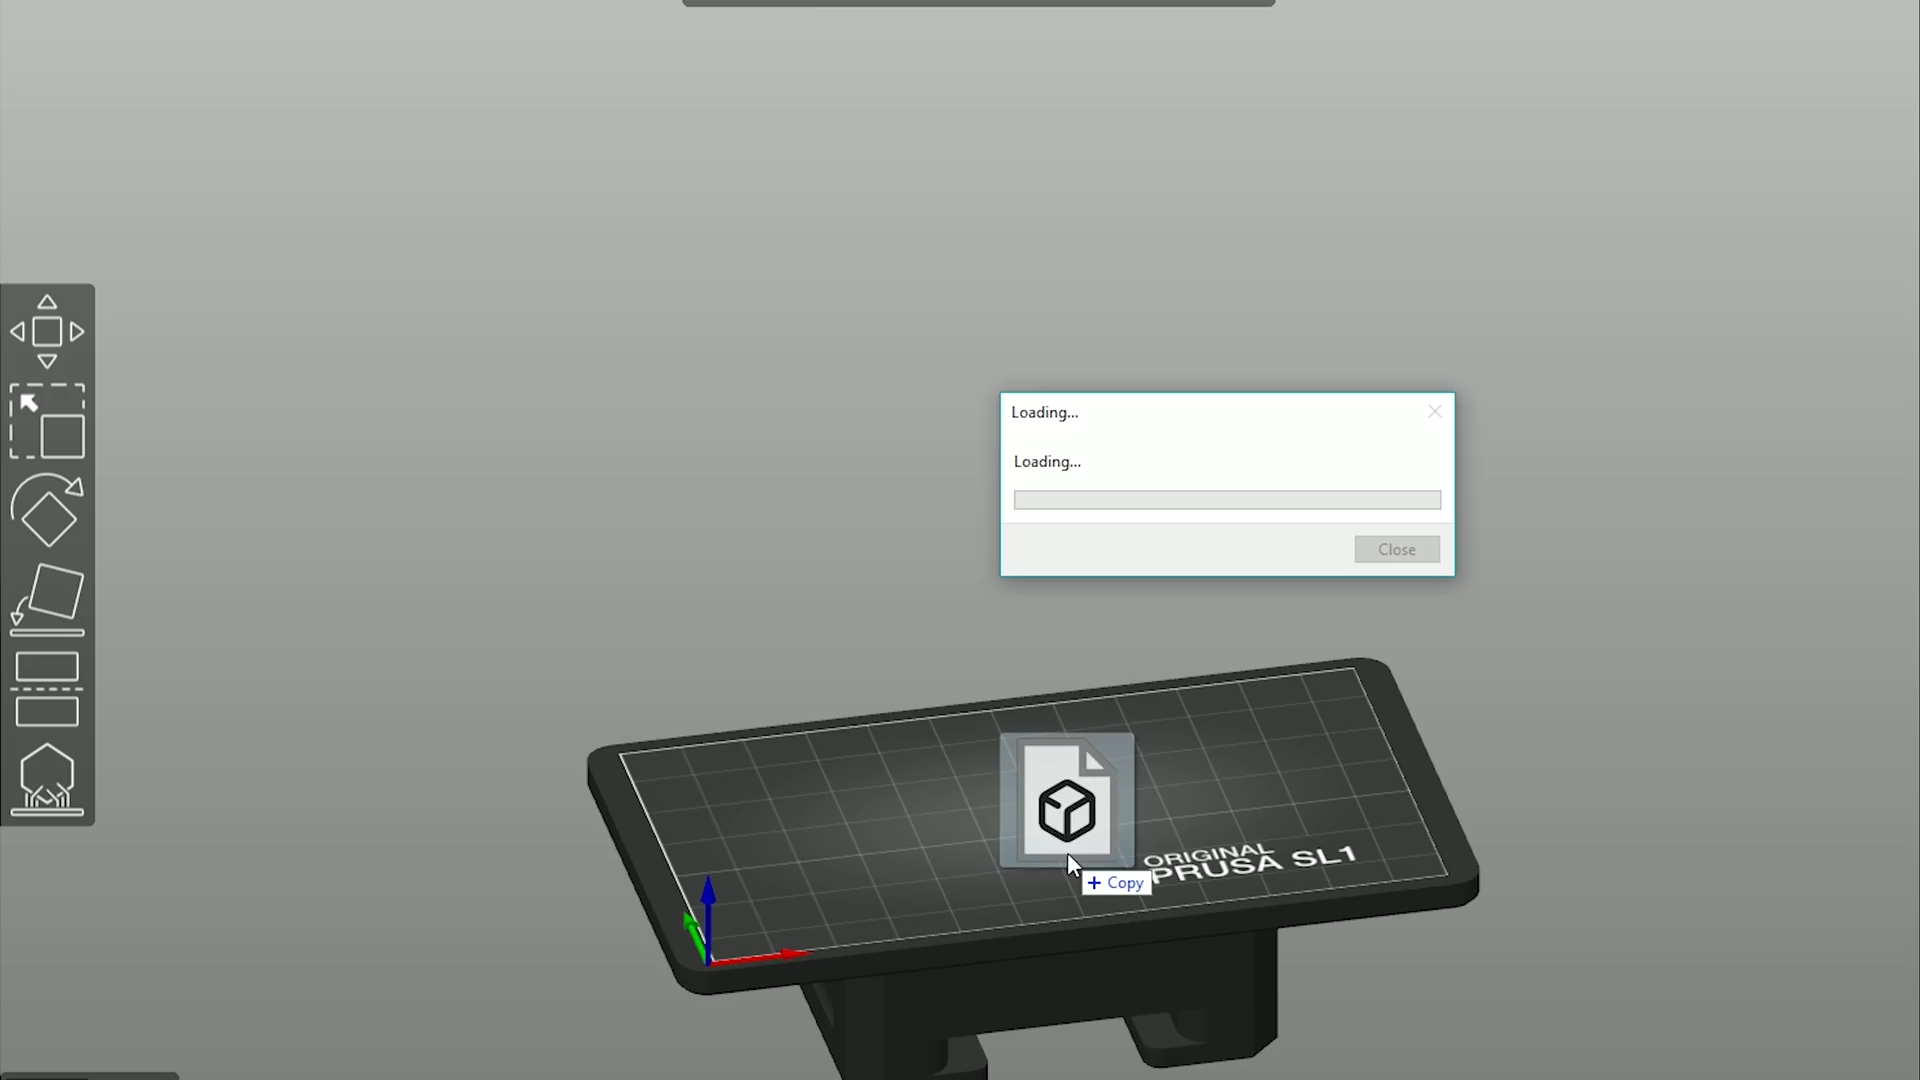 Loading...
Loading...
Close
ORIGINAL
PRUSA SL1
+ Copy